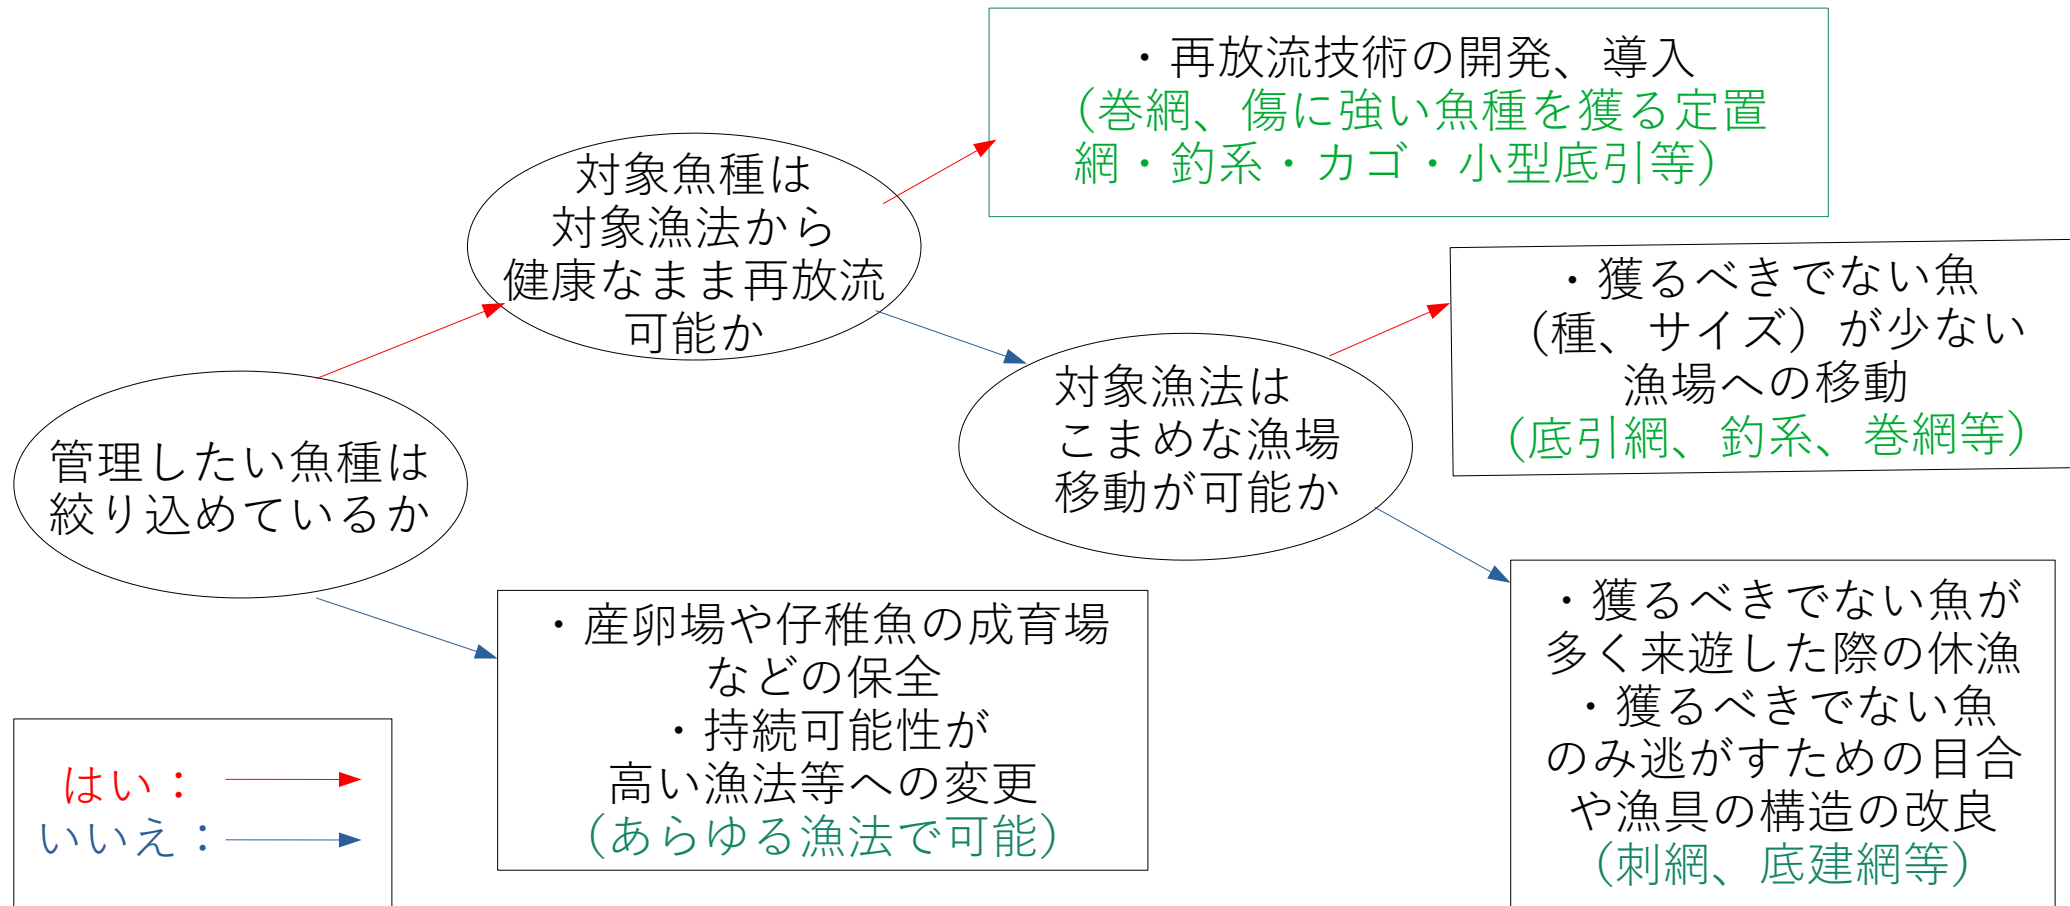 ・再放流技術の開発、導入
（巻網、傷に強い魚種を獲る定置
網・釣系・カゴ・小型底引等）
対象魚種は
対象漁法から
健康なまま再放流
可能か
・獲るべきでない魚
（種、サイズ）が少ない
漁場への移動
（底引網、釣系、巻網等）
対象漁法は
こまめな漁場
移動が可能か
管理したい魚種は
絞り込めているか
・産卵場や仔稚魚の成育場
などの保全
・持続可能性が
高い漁法等への変更
（あらゆる漁法で可能）
・獲るべきでない魚が
多く来遊した際の休漁
・獲るべきでない魚
のみ逃がすための目合
や漁具の構造の改良
（刺網、底建網等）
はい：
いいえ：